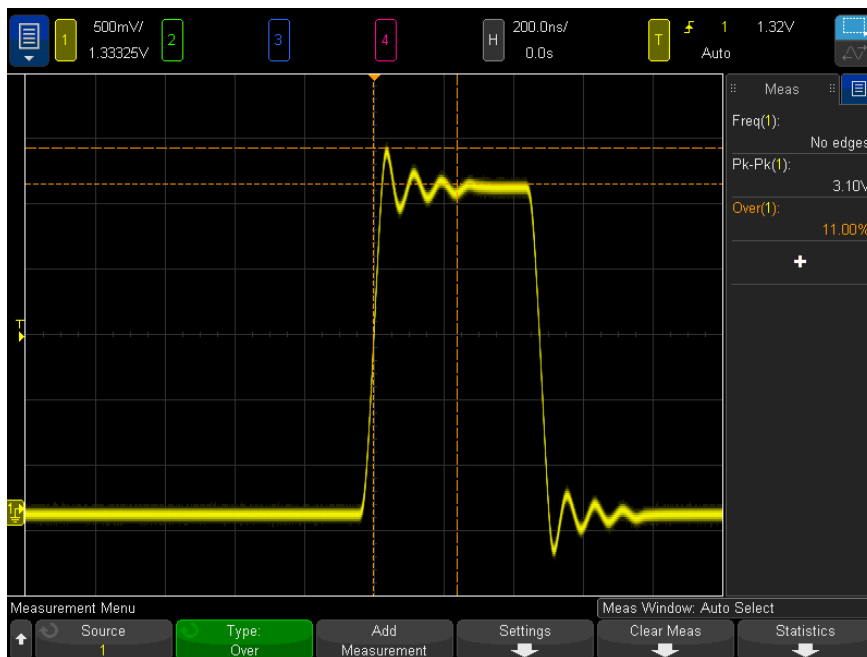 1 500mV/ 2 3 4 H 200.0ns/ T 1 1.32V
1.33325V 0.0s Auto
Meas
Freq(1):
No edges
Pk-Pk(1):
3.10V
Over(1):
11.00%
+
T
1
Measurement Menu
Meas Window: Auto Select
Source
1
Type:
Over
Add
Measurement
Settings
Clear Meas
Statistics